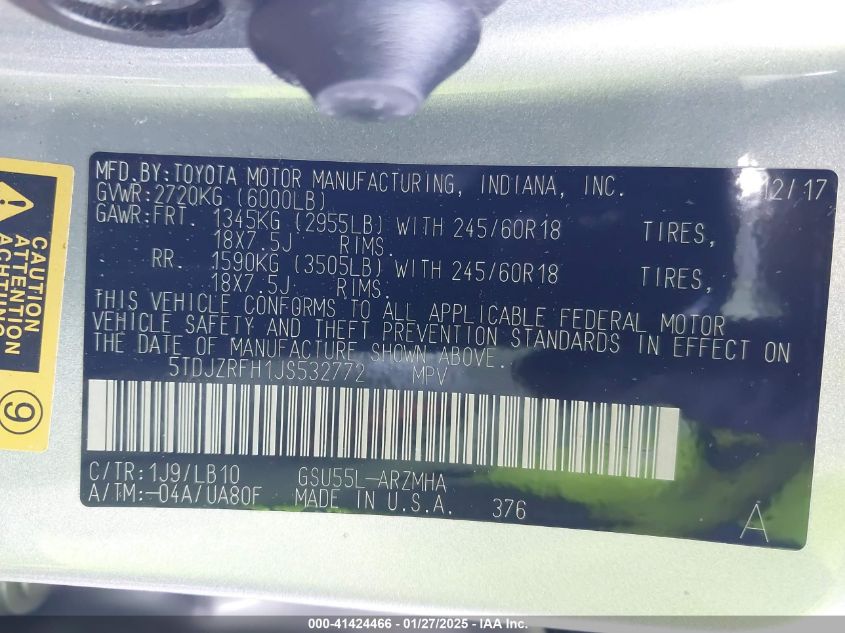 MFD.BY:TOYOTA MOTOR MANUFACTURING, INDIANA, INC. 12/17
GVWR:2720KG (6000LB)
GAWR:FRT. 1345KG (2955LB) WITH 245/60R18 TIRES,
18X7.5J RIMS.
RR. 1590KG (3505LB) WITH 245/60R18 TIRES,
18X7.5J RIMS.
THIS VEHICLE CONFORMS TO ALL APPLICABLE FEDERAL MOTOR
VEHICLE SAFETY AND THEFT PREVENTION STANDARDS IN EFFECT ON
THE DATE OF MANUFACTURE SHOWN ABOVE.
5TDJZRFH1JS532772 MPV
C/TR:1J9/LB10 GSU55L-ARZMHA
A/TM:-04A/UA80F MADE IN U.S.A. 376
A
CAUTION
ATTENTION
ACHTUNG
9
000-41424466 - 01/27/2025 - IAA Inc.